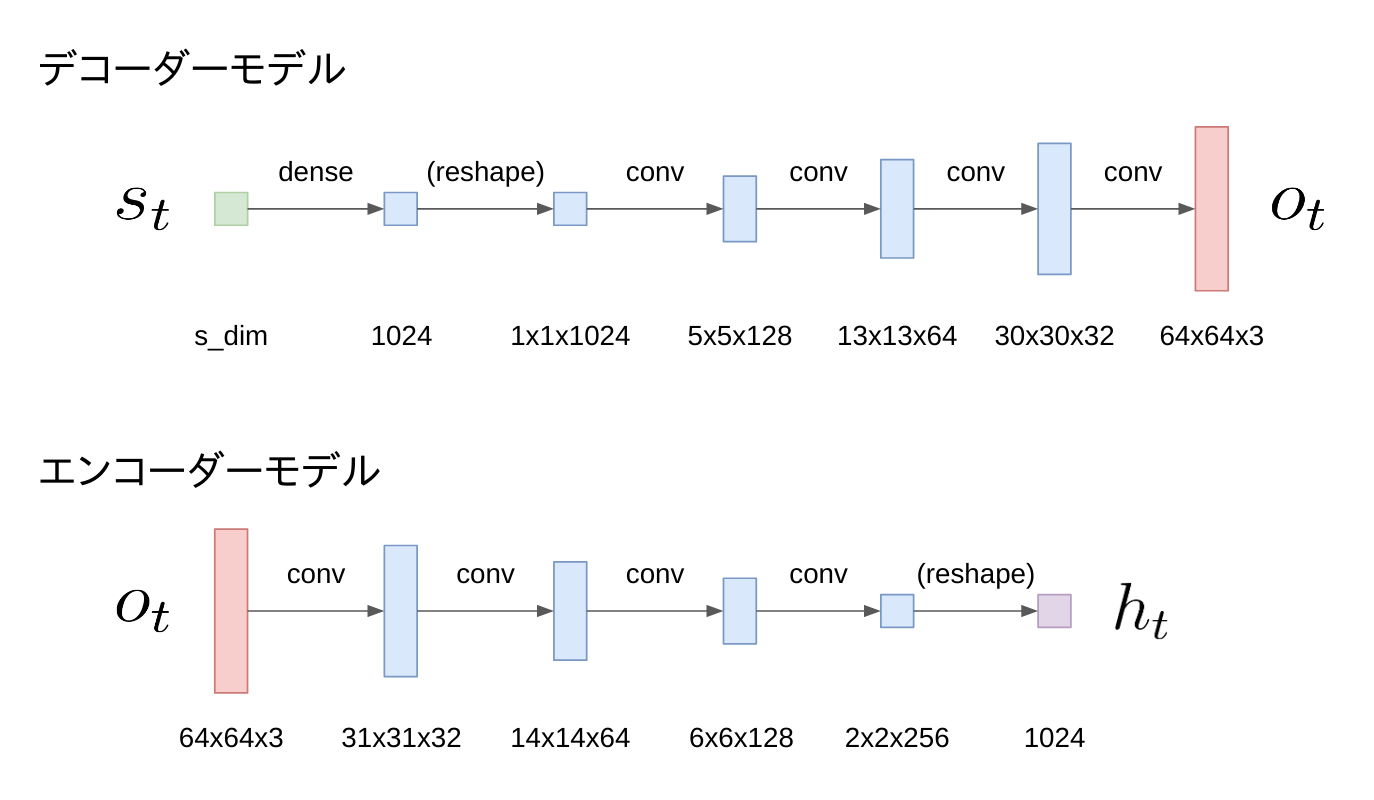 デコーダーモデル
dense (reshape) conv conv conv conv
s_t o_t
s_dim 1024 1x1x1024 5x5x128 13x13x64 30x30x32 64x64x3
エンコーダーモデル
conv conv conv conv (reshape)
o_t h_t
64x64x3 31x31x32 14x14x64 6x6x128 2x2x256 1024